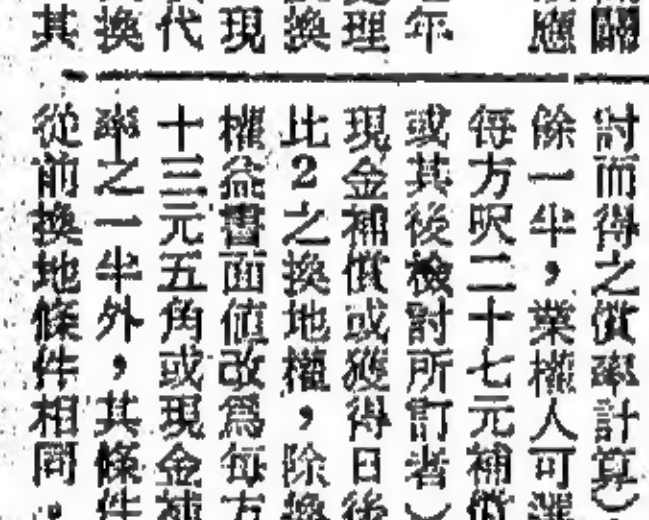 關
應
年
理
換
現
代
換
其
討而得之償率計算）
餘一半，業權人可選
每方呎二十七元補償
或其後檢討所訂者）
現金補償或獲得日後
此2之換地權，除換
權益書面值改為每方
十三元五角或現金補
率之一半外，其條件
從前換地條件相同。